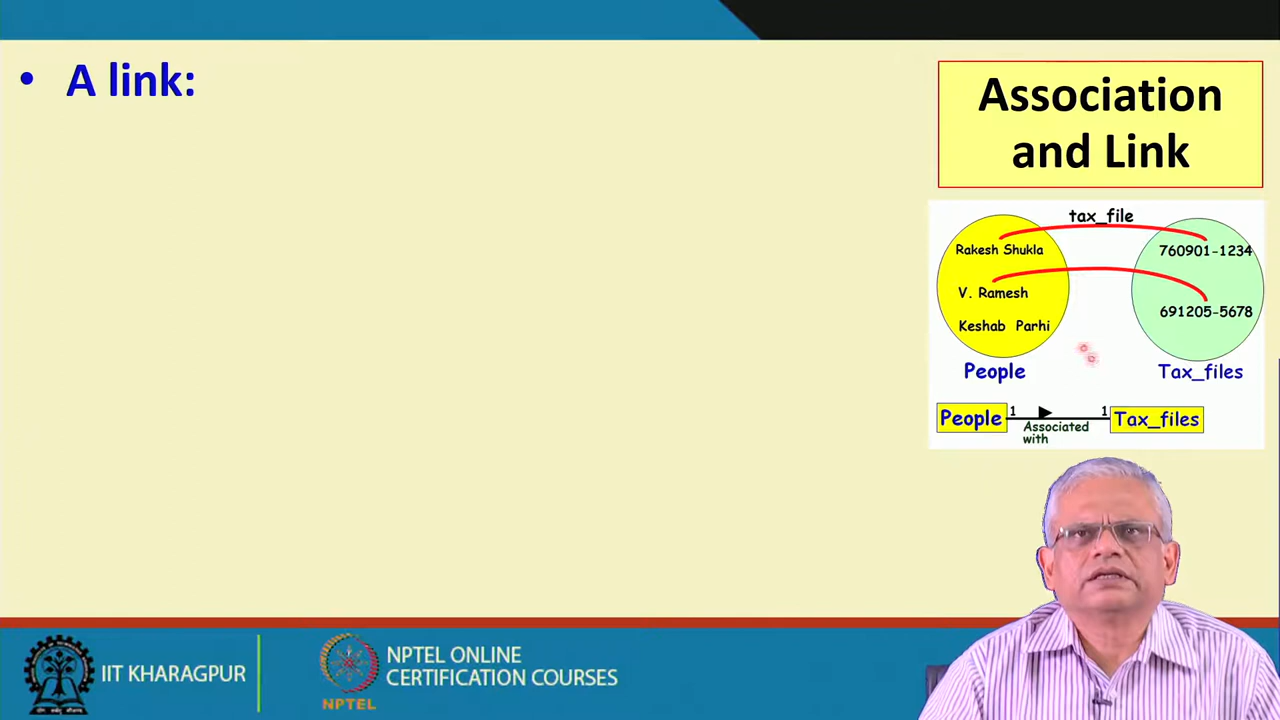 • A link:
Association
and Link
tax_file
Rakesh Shukla
760901-1234
V. Ramesh
691205-5678
Keshab Parhi
People
Tax_files
People 1 1 Tax_files
Associated
with
IIT KHARAGPUR
NPTEL ONLINE
CERTIFICATION COURSES
NPTEL